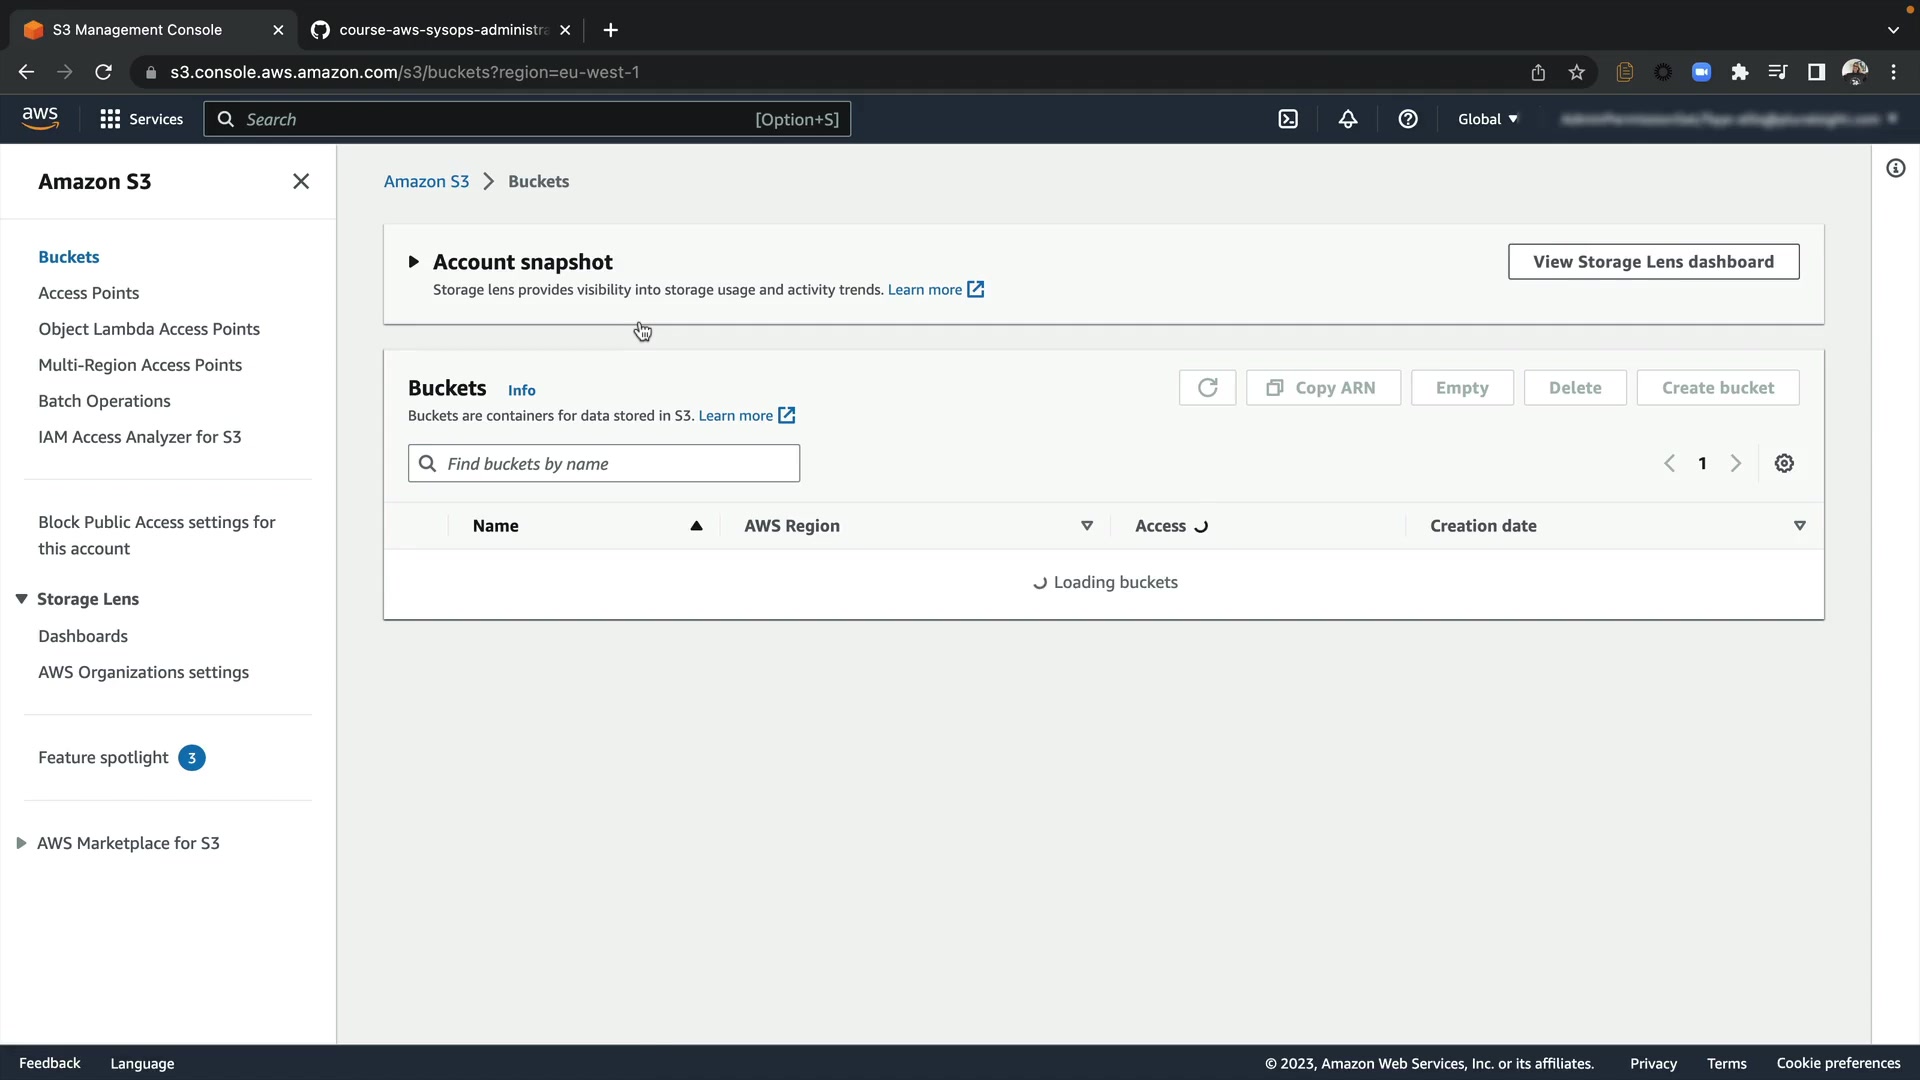 S3 Management Console
course-aws-sysops-administra
s3.console.aws.amazon.com/s3/buckets?region=eu-west-1
aws
Services
Search
[Option+S]
Global
Amazon S3
Buckets
Access Points
Object Lambda Access Points
Multi-Region Access Points
Batch Operations
IAM Access Analyzer for S3
Block Public Access settings for
this account
Storage Lens
Dashboards
AWS Organizations settings
Feature spotlight 3
AWS Marketplace for S3
Amazon S3 > Buckets
Account snapshot
Storage lens provides visibility into storage usage and activity trends. Learn more
View Storage Lens dashboard
Buckets Info
Buckets are containers for data stored in S3. Learn more
Copy ARN
Empty
Delete
Create bucket
Find buckets by name
1
Name
AWS Region
Access
Creation date
Loading buckets
Feedback
Language
© 2023, Amazon Web Services, Inc. or its affiliates.
Privacy
Terms
Cookie preferences